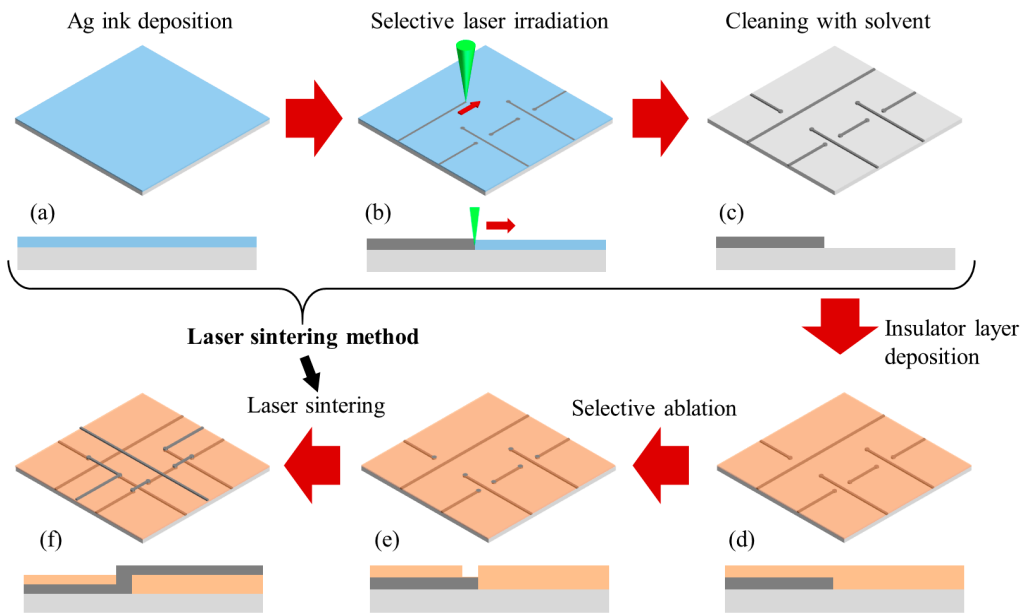 Ag ink deposition
Selective laser irradiation
Cleaning with solvent
(a)
(b)
(c)
Laser sintering method
Insulator layer
deposition
Laser sintering
Selective ablation
(f)
(e)
(d)